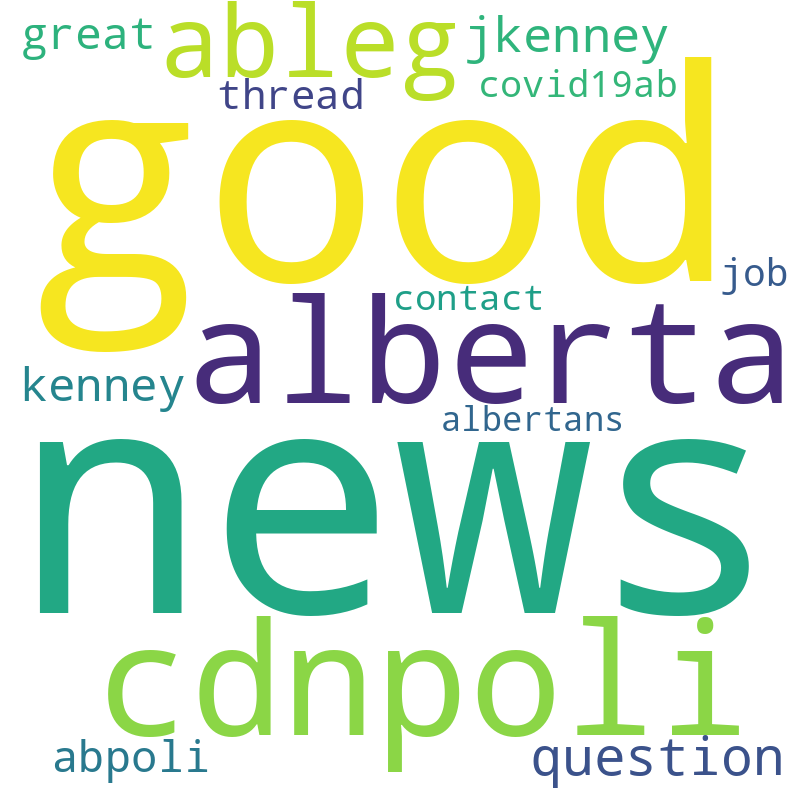 great ableg jkenney
thread covid19ab
good
job
contact
alberta
kenney
albertans
news
cdnpoli
abpoli question